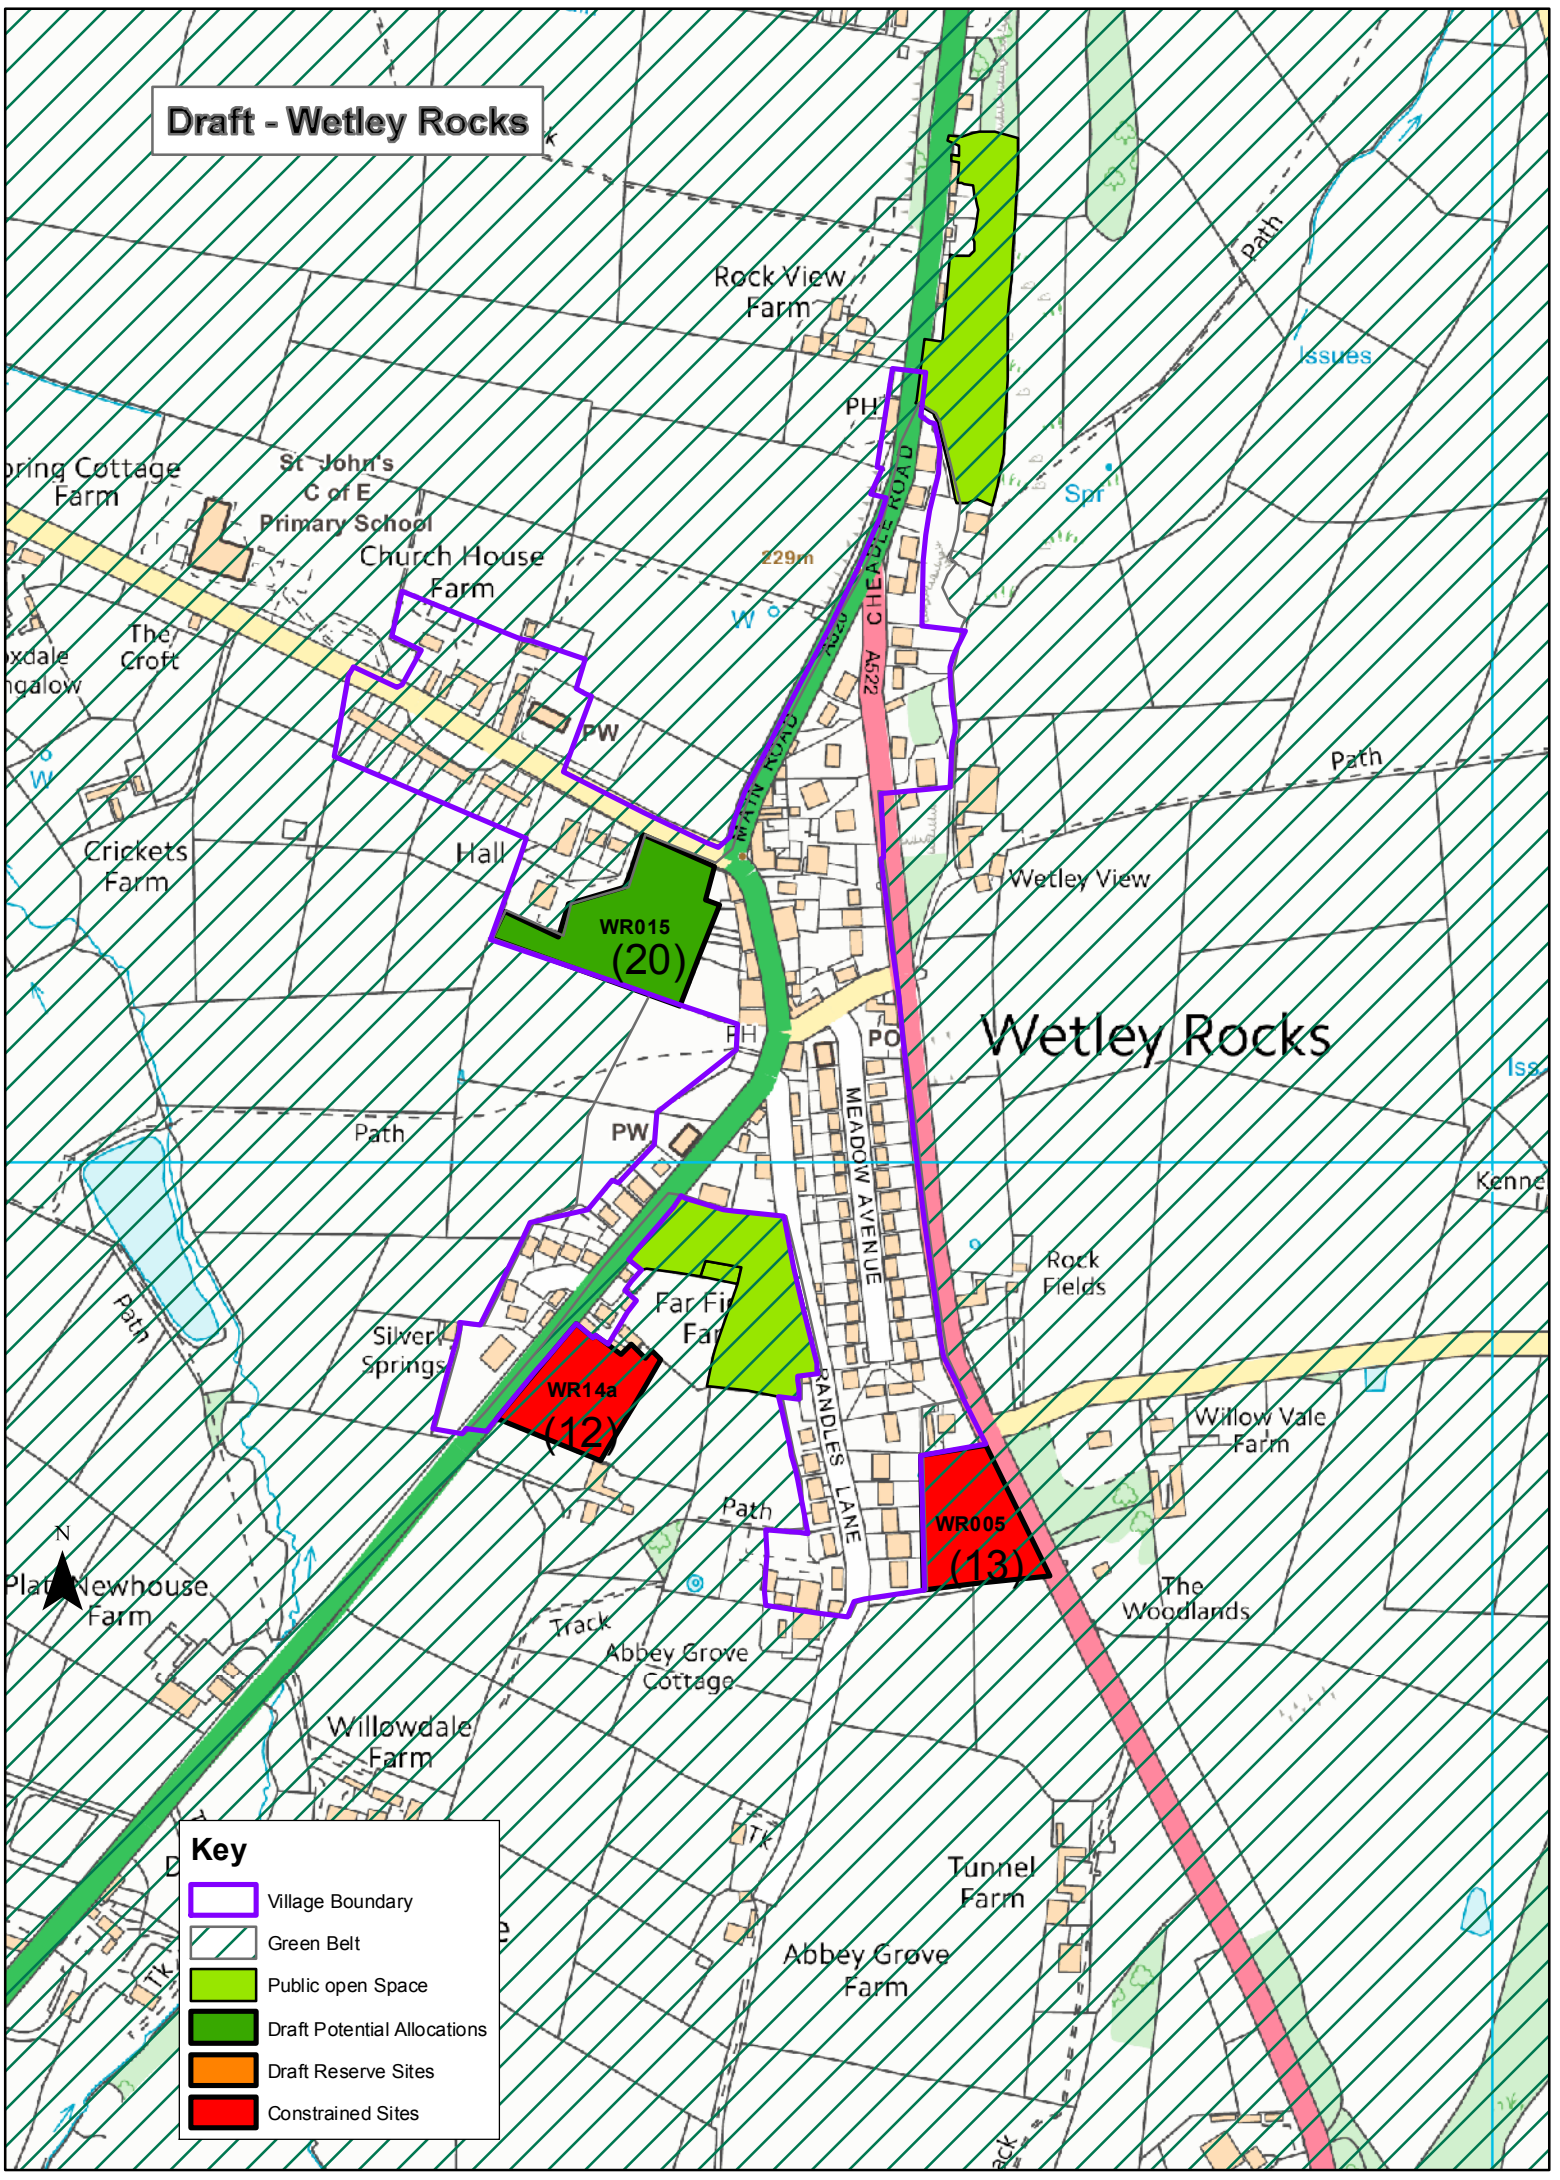 Draft - Wetley Rocks
Rock View
Farm
Path
Issues
PH
CHEADLE ROAD
Spr
St John's
C of E
Primary School
Farm
Church House
Farm
229m
W
The
Croft
A520
A522
PW
MAIN ROAD
W
Path
Crickets
Farm
Hall
Wetley View
WR015
(20)
PH
PO
Wetley Rocks
Iss
MEADOW AVENUE
Path
PW
Path
Rock
Fields
Silver
Springs
WR14a
(12)
RANDLES LANE
Willow Vale
Farm
Path
WR005
(13)
N
Newhouse
Farm
The
Woodlands
Track
Abbey Grove
Cottage
Willowdale
Farm
Tk
Tunnel
Farm
Abbey Grove
Farm
Tk
Key
Village Boundary
Green Belt
Public open Space
Draft Potential Allocations
Draft Reserve Sites
Constrained Sites